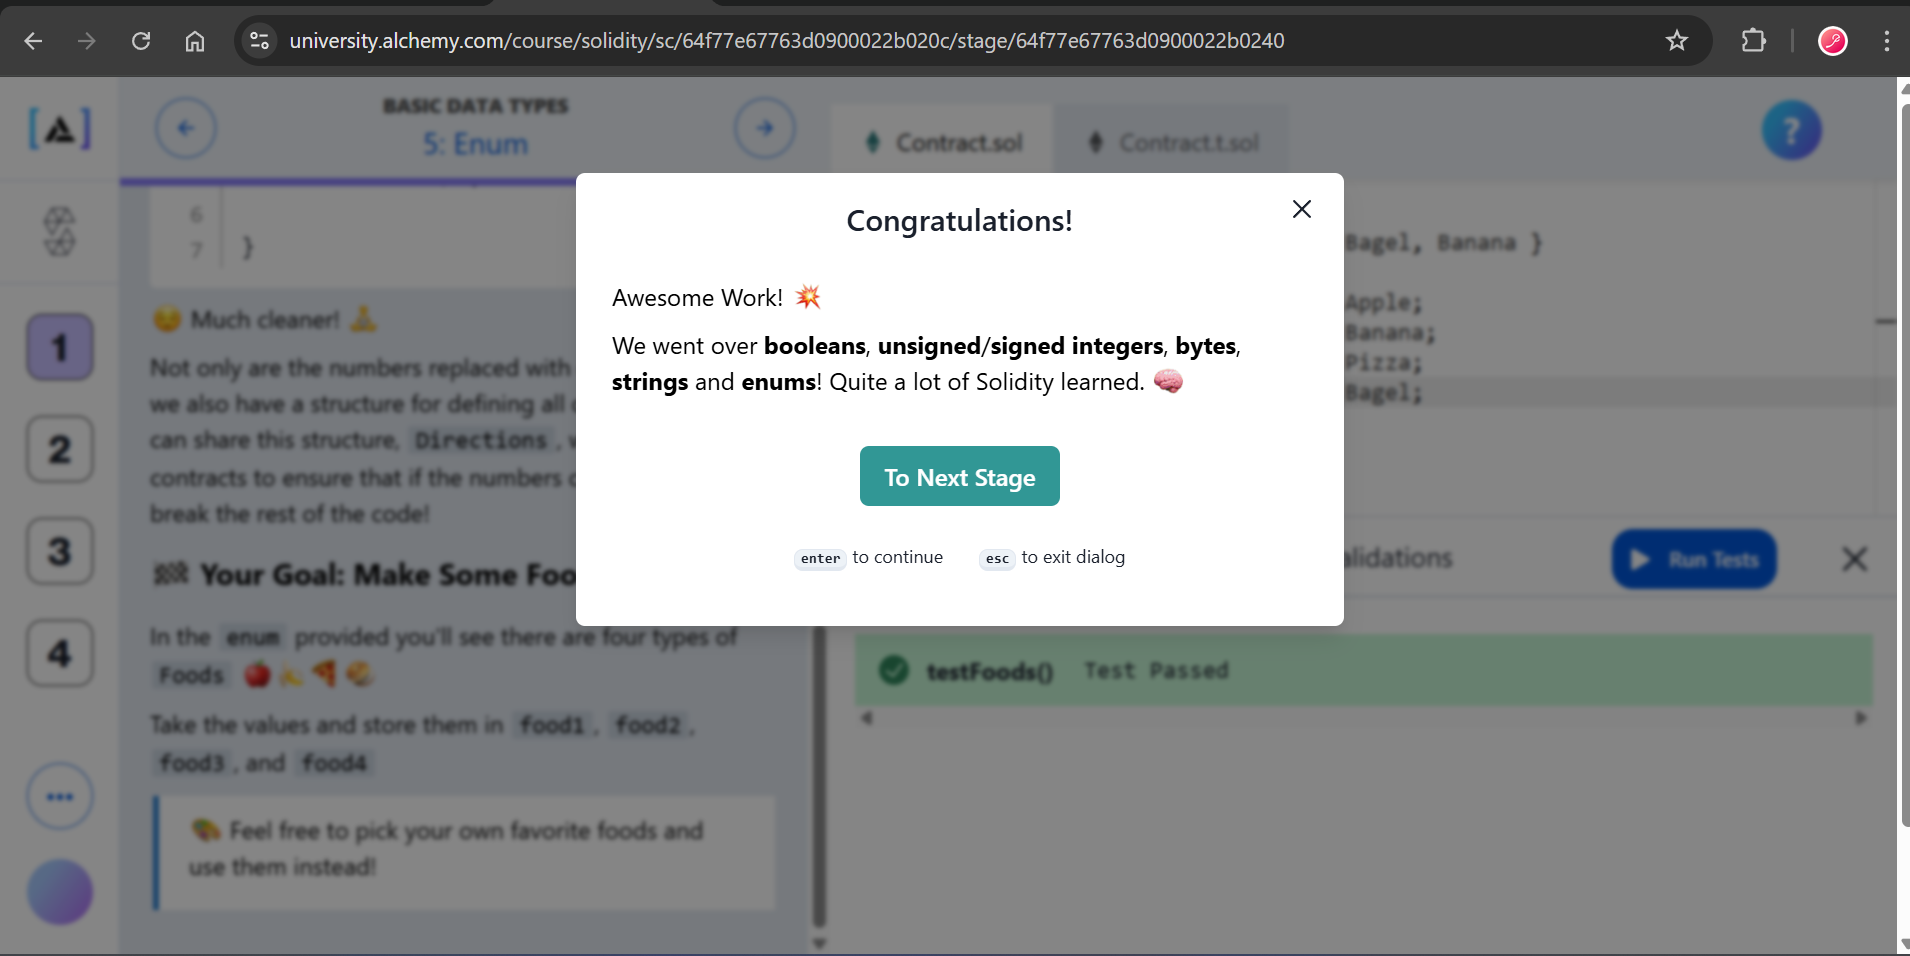 university.alchemy.com/course/solidity/sc/64f77e67763d0900022b020c/stage/64f77e67763d0900022b0240
BASIC DATA TYPES
5: Enum
Contract.sol
Contract.t.sol
?
1
2
3
4
6
7 }
😌 Much cleaner! 🧘
Not only are the numbers replaced with
we also have a structure for defining all
can share this structure, Directions,
contracts to ensure that if the numbers
break the rest of the code!
🏁 Your Goal: Make Some Foo
In the enum provided you'll see there are four types of
Foods 🍎 🍌 🍕 🥯
Take the values and store them in food1, food2,
food3, and food4
🎨 Feel free to pick your own favorite foods and
use them instead!
Congratulations!
Awesome Work! 💥
We went over booleans, unsigned/signed integers, bytes,
strings and enums! Quite a lot of Solidity learned. 🧠
To Next Stage
enter to continue esc to exit dialog
Bagel, Banana }
Apple;
Banana;
Pizza;
Bagel;
alidations
Run Tests
testFoods() Test Passed